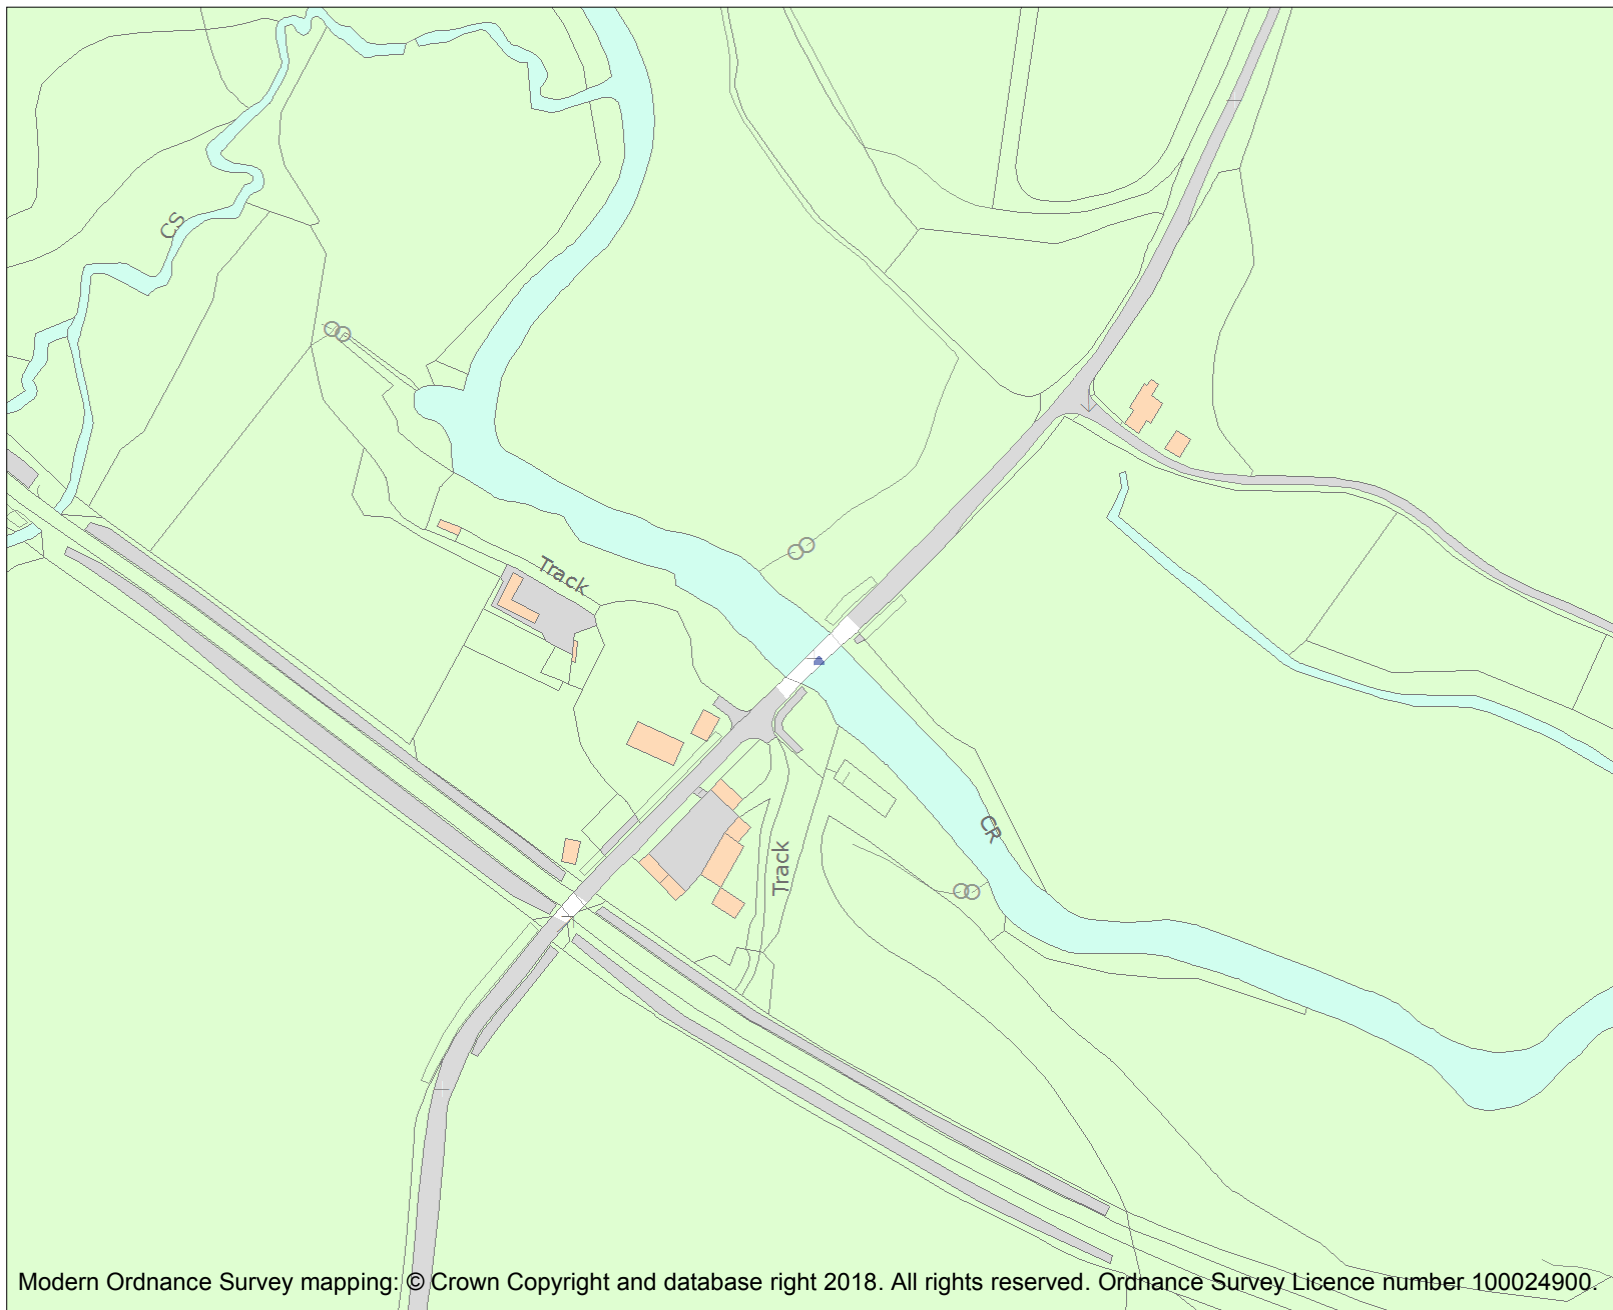 CS
Track
CR
Track
Modern Ordnance Survey mapping: © Crown Copyright and database right 2018. All rights reserved. Ordnance Survey Licence number 100024900.